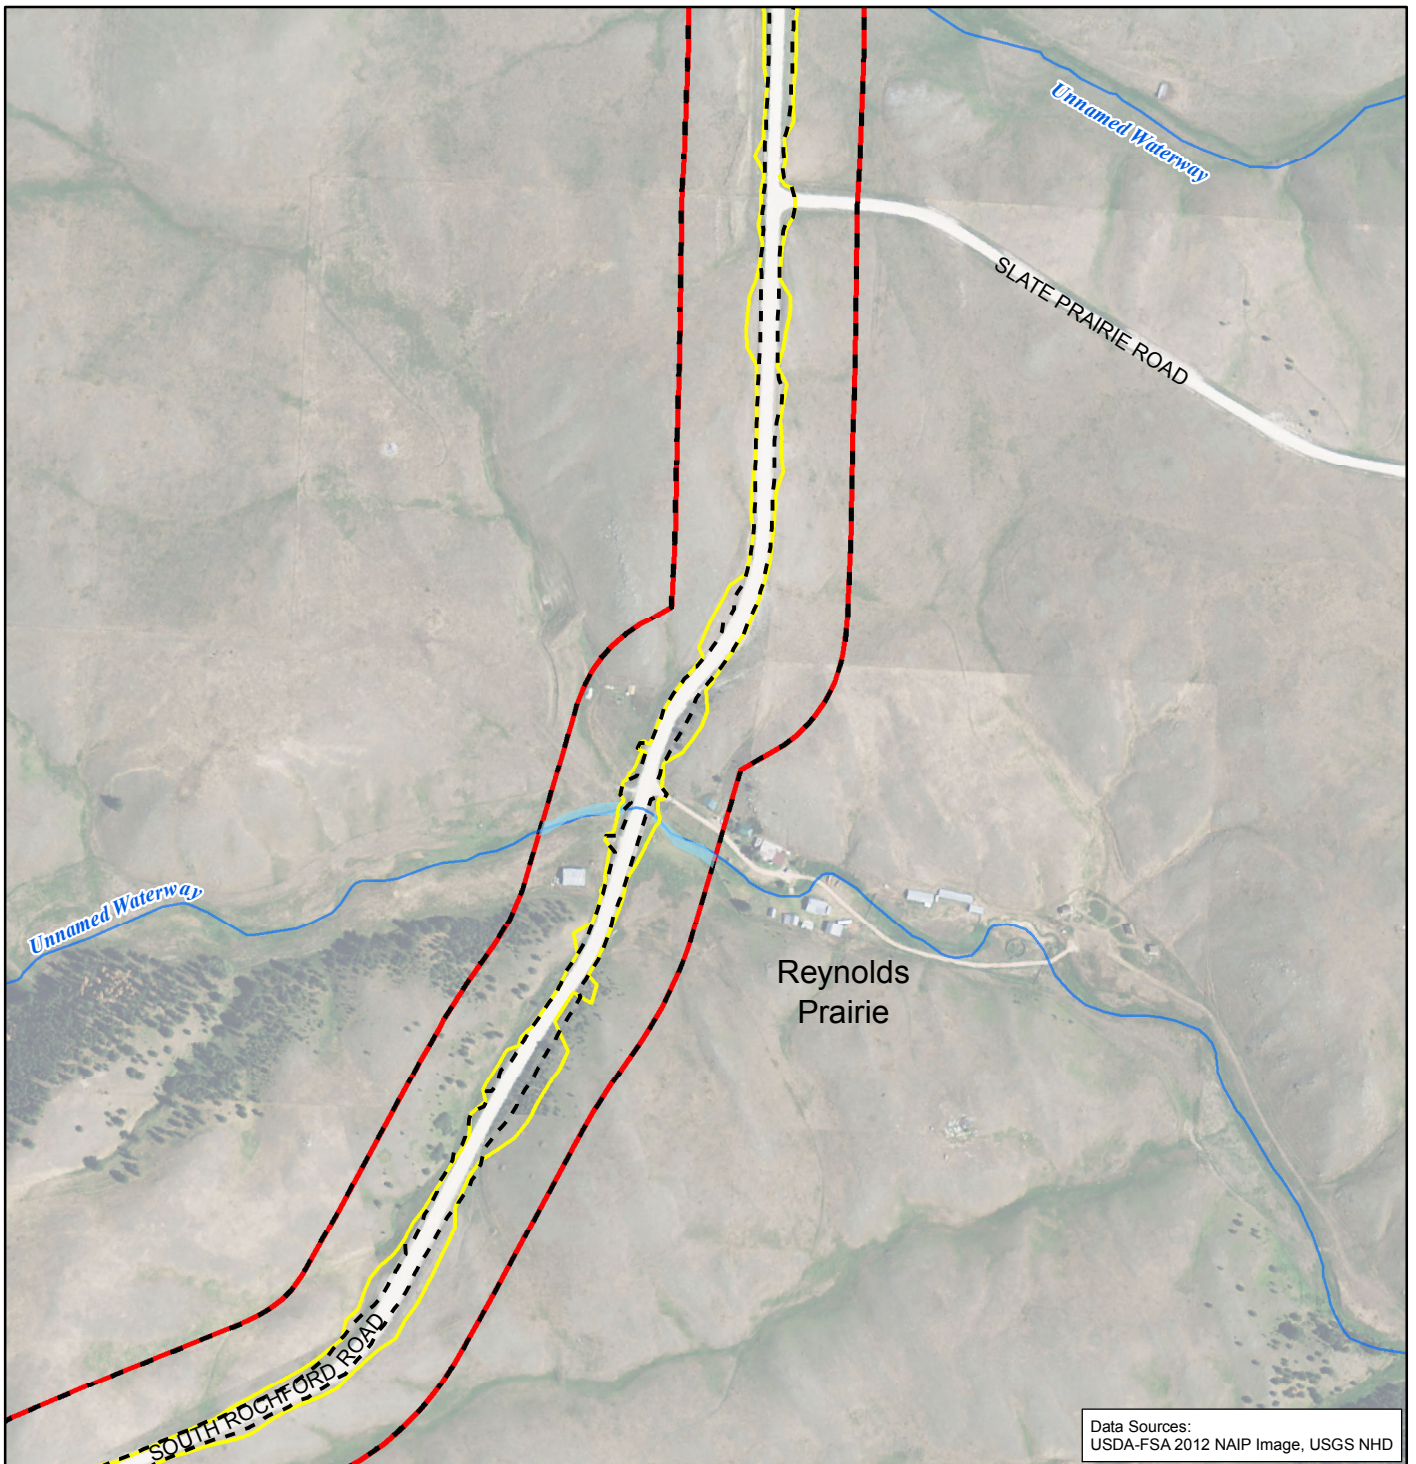 Unnamed Waterway
SLATE PRAIRIE ROAD
Unnamed Waterway
Reynolds
Prairie
SOUTH ROCHFORD ROAD
Data Sources:
USDA-FSA 2012 NAIP Image, USGS NHD